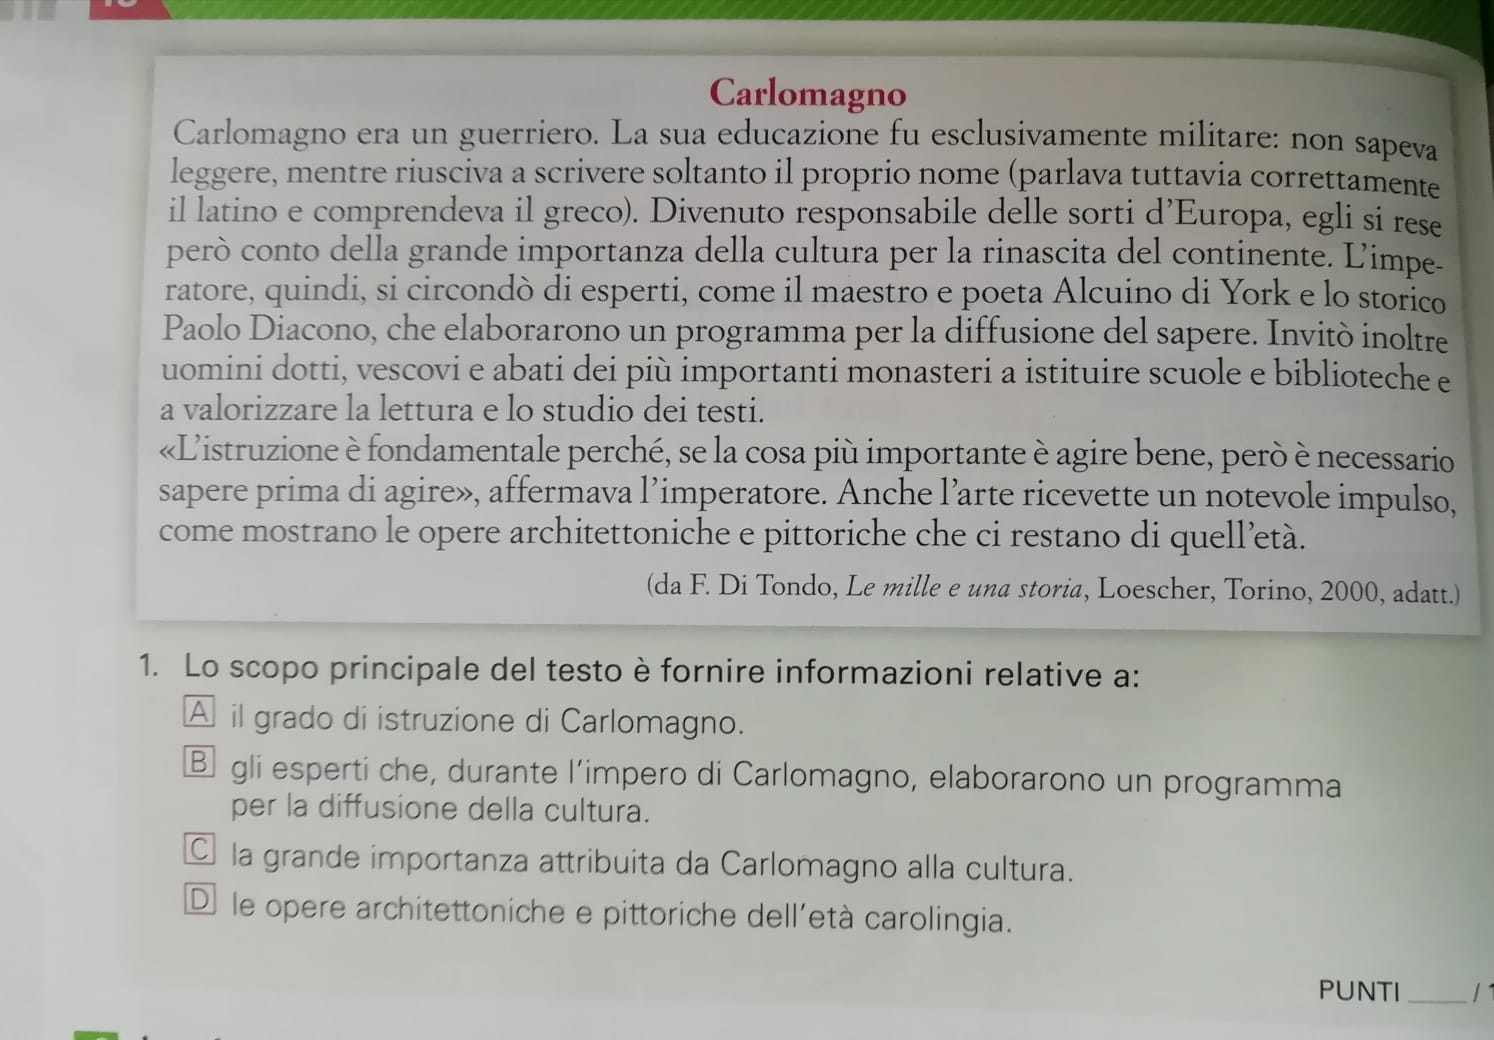 Carlomagno
Carlomagno era un guerriero. La sua educazione fu esclusivamente militare: non sapeva
leggere, mentre riusciva a scrivere soltanto il proprio nome (parlava tuttavia correttamente
il latino e comprendeva il greco). Divenuto responsabile delle sorti d'Europa, egli si rese
però conto della grande importanza della cultura per la rinascita del continente. L'impe-
ratore, quindi, si circondò di esperti, come il maestro e poeta Alcuino di York e lo storico
Paolo Diacono, che elaborarono un programma per la diffusione del sapere. Invitò inoltre
uomini dotti, vescovi e abati dei più importanti monasteri a istituire scuole e biblioteche e
a valorizzare la lettura e lo studio dei testi.
«L'istruzione è fondamentale perché, se la cosa più importante è agire bene, però è necessario
sapere prima di agire», affermava l'imperatore. Anche l'arte ricevette un notevole impulso,
come mostrano le opere architettoniche e pittoriche che ci restano di quell'età.
(da F. Di Tondo, Le mille e una storia, Loescher, Torino, 2000, adatt.)
1. Lo scopo principale del testo è fornire informazioni relative a:
A il grado di istruzione di Carlomagno.
B gli esperti che, durante l'impero di Carlomagno, elaborarono un programma
per la diffusione della cultura.
C la grande importanza attribuita da Carlomagno alla cultura.
D le opere architettoniche e pittoriche dell'età carolingia.
PUNTI ____ / 1